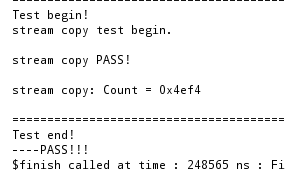 Test begin!
stream copy test begin.
stream copy PASS!
stream copy: Count = 0x4ef4
========================================
Test end!
----PASS!!!
$finish called at time : 248565 ns : Fi